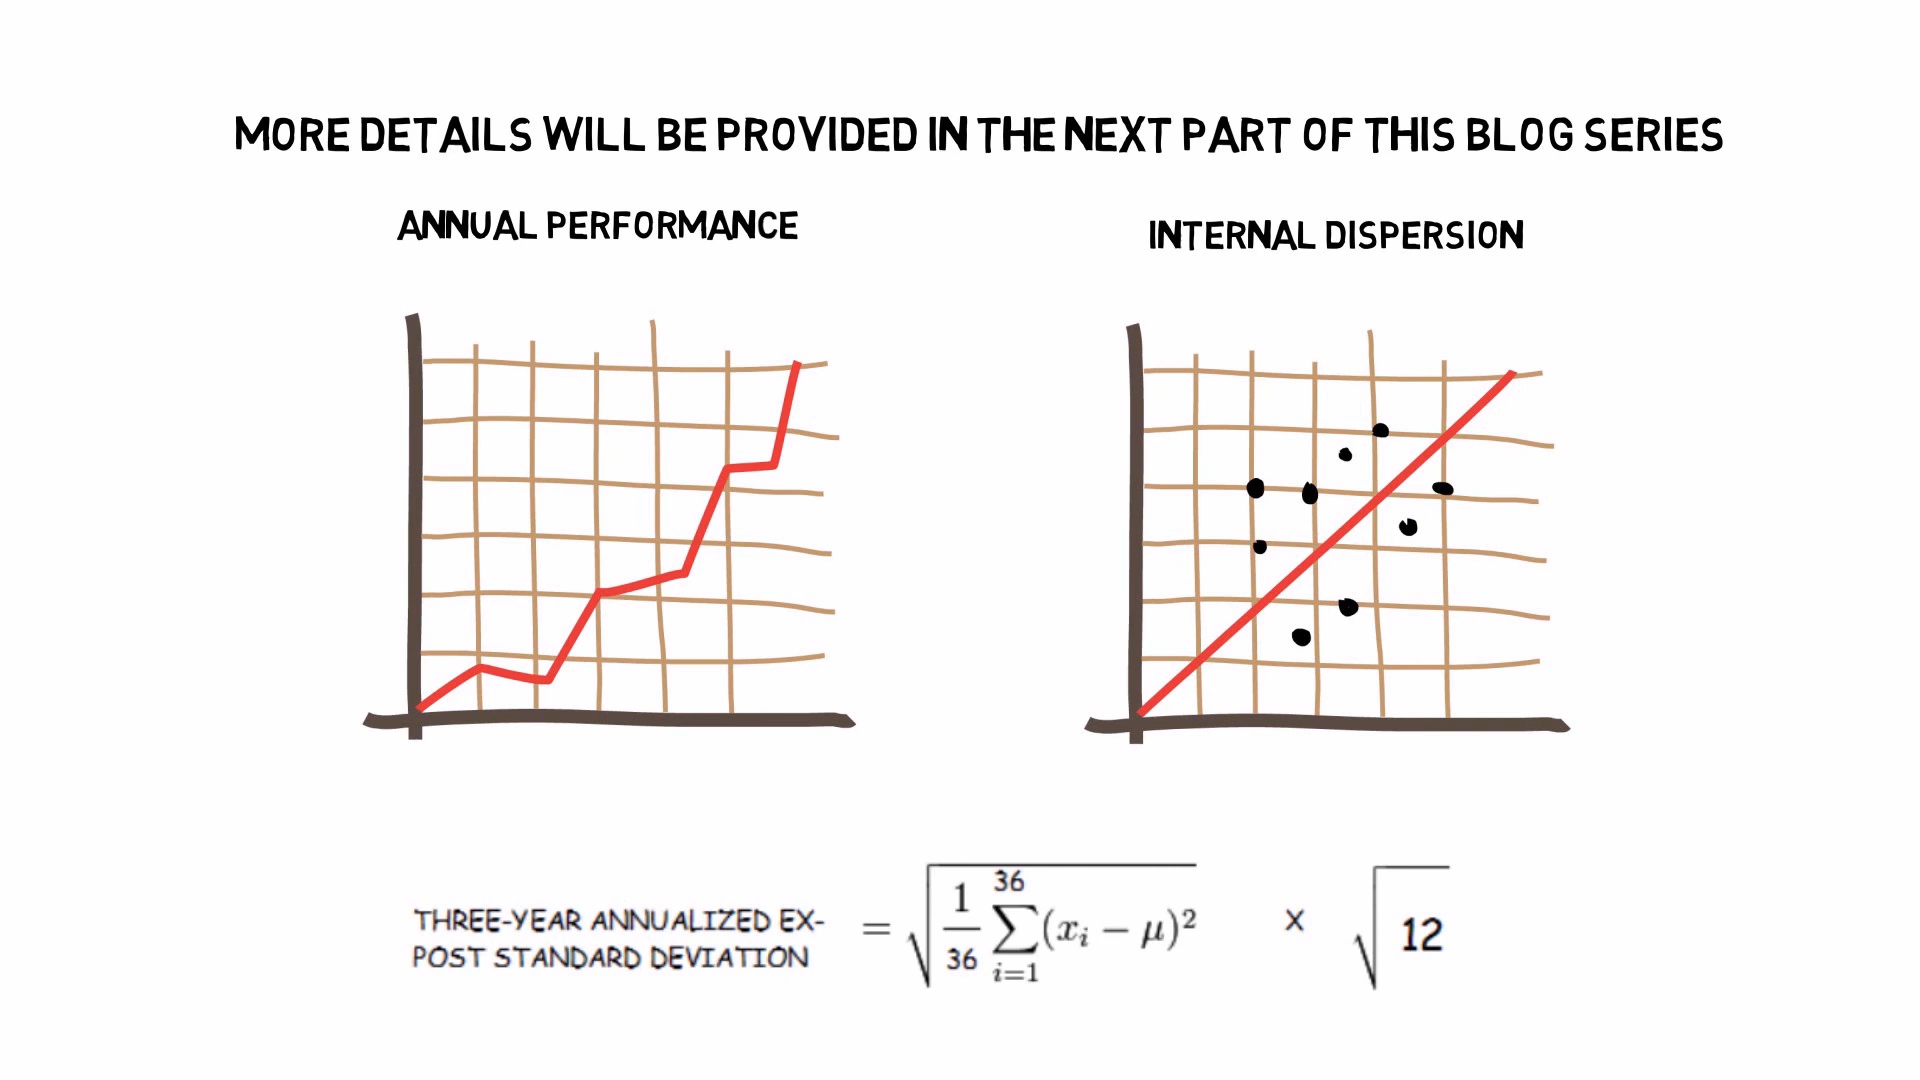 MORE DETAILS WILL BE PROVIDED IN THE NEXT PART OF THIS BLOG SERIES
ANNUAL PERFORMANCE
INTERNAL DISPERSION
THREE-YEAR ANNUALIZED EX-
POST STANDARD DEVIATION
= √(1/36 ∑_{i=1}^{36} (x_i − μ)²) X √12